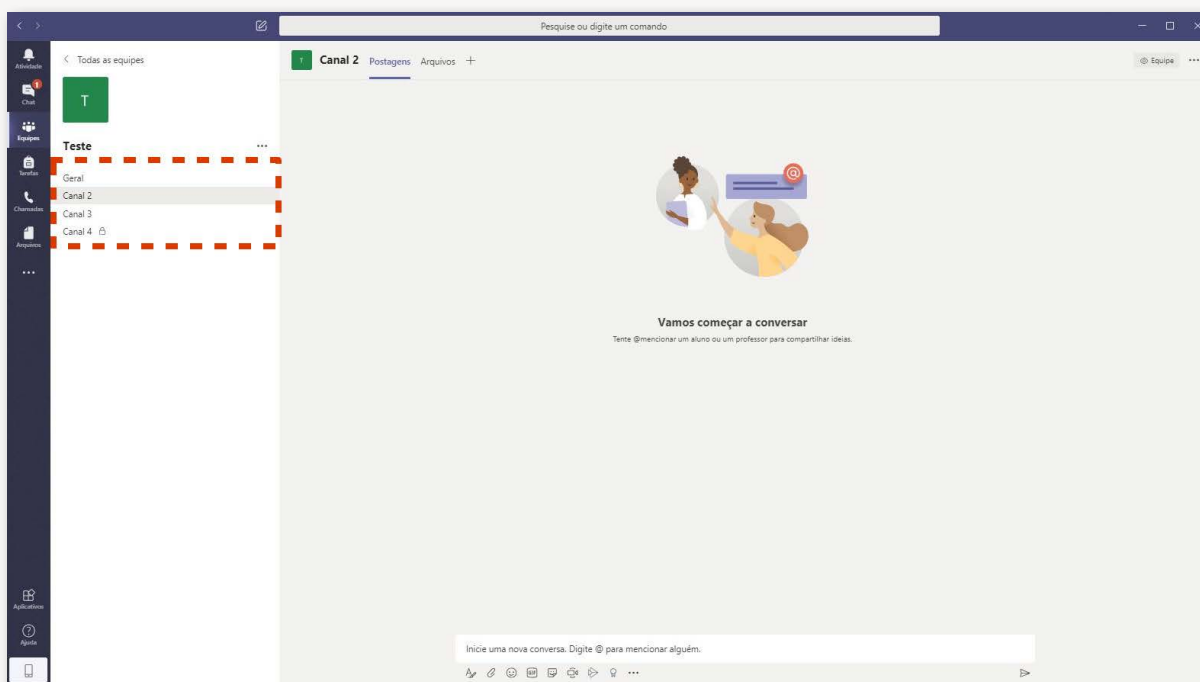 Pesquise ou digite um comando
Atividade
Chat
1
Equipes
Tarefas
Chamadas
Arquivos
Aplicativos
Ajuda
Todas as equipes
T
Teste
Geral
Canal 2
Canal 3
Canal 4
T Canal 2 Postagens Arquivos
Equipe
@
Vamos começar a conversar
Tente @mencionar um aluno ou um professor para compartilhar ideias.
Inicie uma nova conversa. Digite @ para mencionar alguém.
GIF